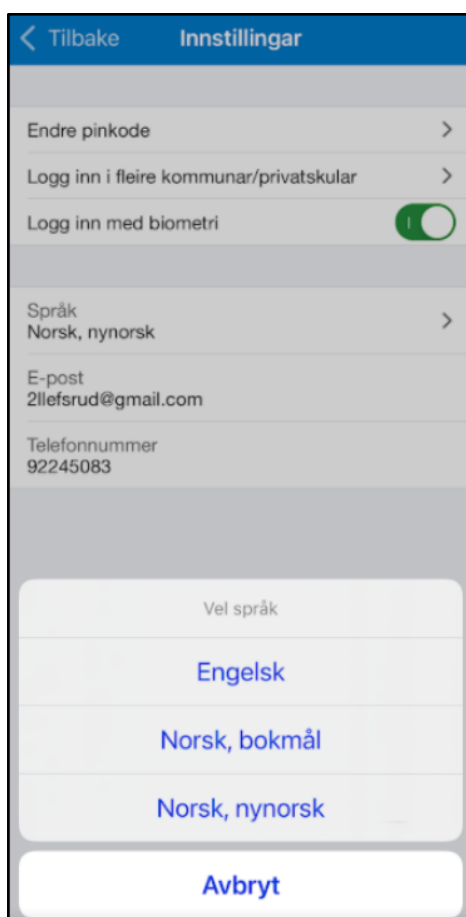 Tilbake Innstillingar
Endre pinkode
Logg inn i fleire kommunar/privatskular
Logg inn med biometri
Språk
Norsk, nynorsk
E-post
2llefsrud@gmail.com
Telefonnummer
92245083
Vel språk
Engelsk
Norsk, bokmål
Norsk, nynorsk
Avbryt